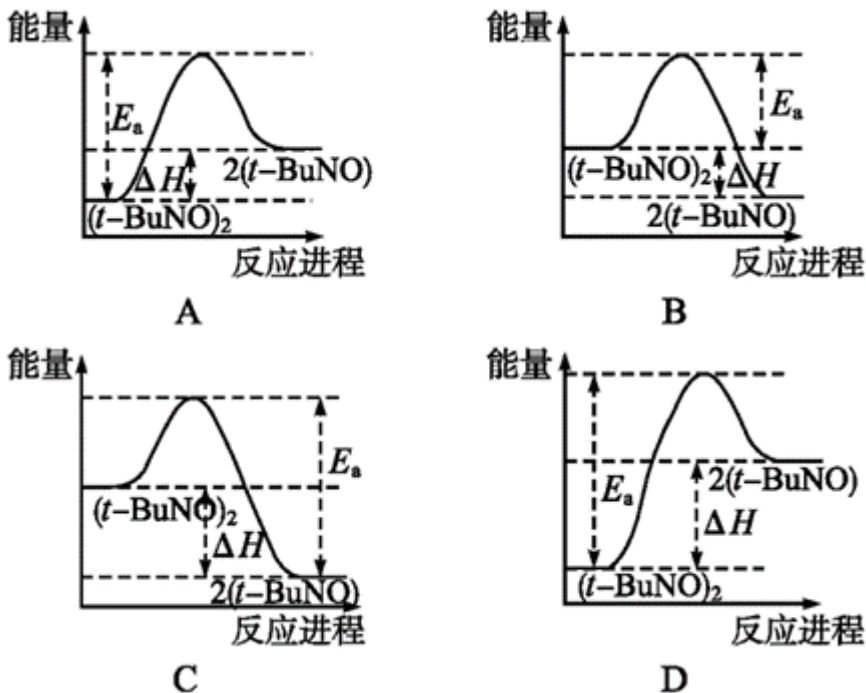 能量
Eₐ
ΔH
2(t−BuNO)
(t−BuNO)₂
反应进程
A
能量
Eₐ
(t−BuNO)₂
ΔH
2(t−BuNO)
反应进程
B
能量
Eₐ
(t−BuNO)₂
ΔH
2(t−BuNO)
反应进程
C
能量
2(t−BuNO)
Eₐ
ΔH
(t−BuNO)₂
反应进程
D